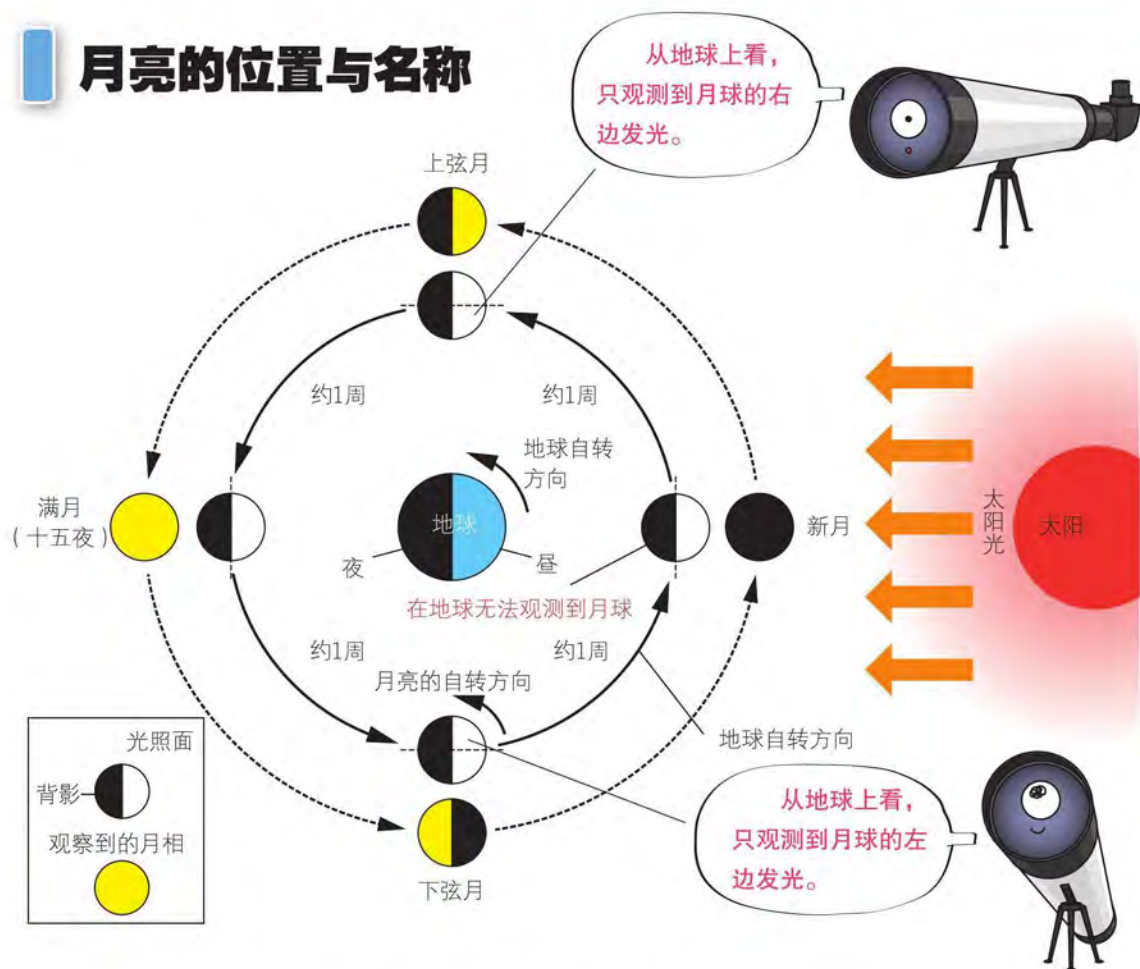 月亮的位置与名称
从地球上看，
只观测到月球的右
边发光。
上弦月
约1周
约1周
地球自转
方向
满月
（十五夜）
地球
新月
太阳光
太阳
夜
昼
在地球无法观测到月球
约1周
约1周
月亮的自转方向
地球自转方向
光照面
背影
观察到的月相
下弦月
从地球上看，
只观测到月球的左
边发光。